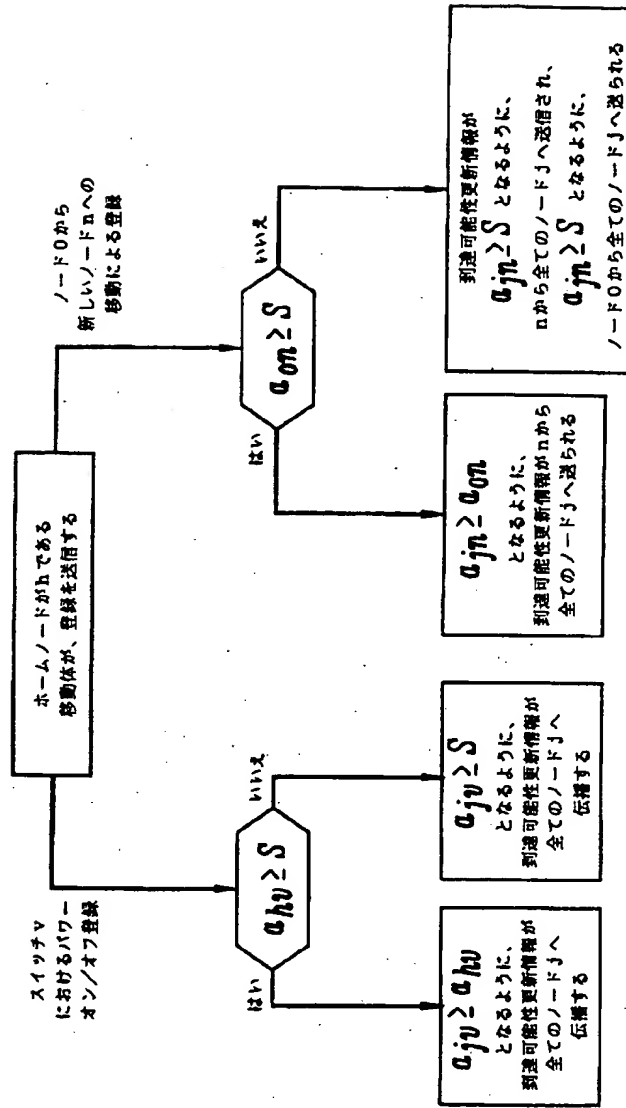 ホームノードがhである
移動体が、登録を送信する
スイッチv
におけるパワー
オン/オフ登録
ノード0から
新しいノードnへの
移動による登録
a_hv ≥ S
はい
いいえ
a_on ≥ S
はい
いいえ
a_jv ≥ a_hv
となるように、
到達可能性更新情報が
全てのノードjへ
伝播する
a_jv ≥ S
となるように、
到達可能性更新情報が
全てのノードjへ
伝播する
a_jn ≥ a_on
となるように、
到達可能性更新情報がnから
全てのノードjへ送られる
到達可能性更新情報が
a_jn ≥ S となるように、
nから全てのノードjへ送信され、
a_jn ≥ S となるように、
ノード0から全てのノードjへ送られる